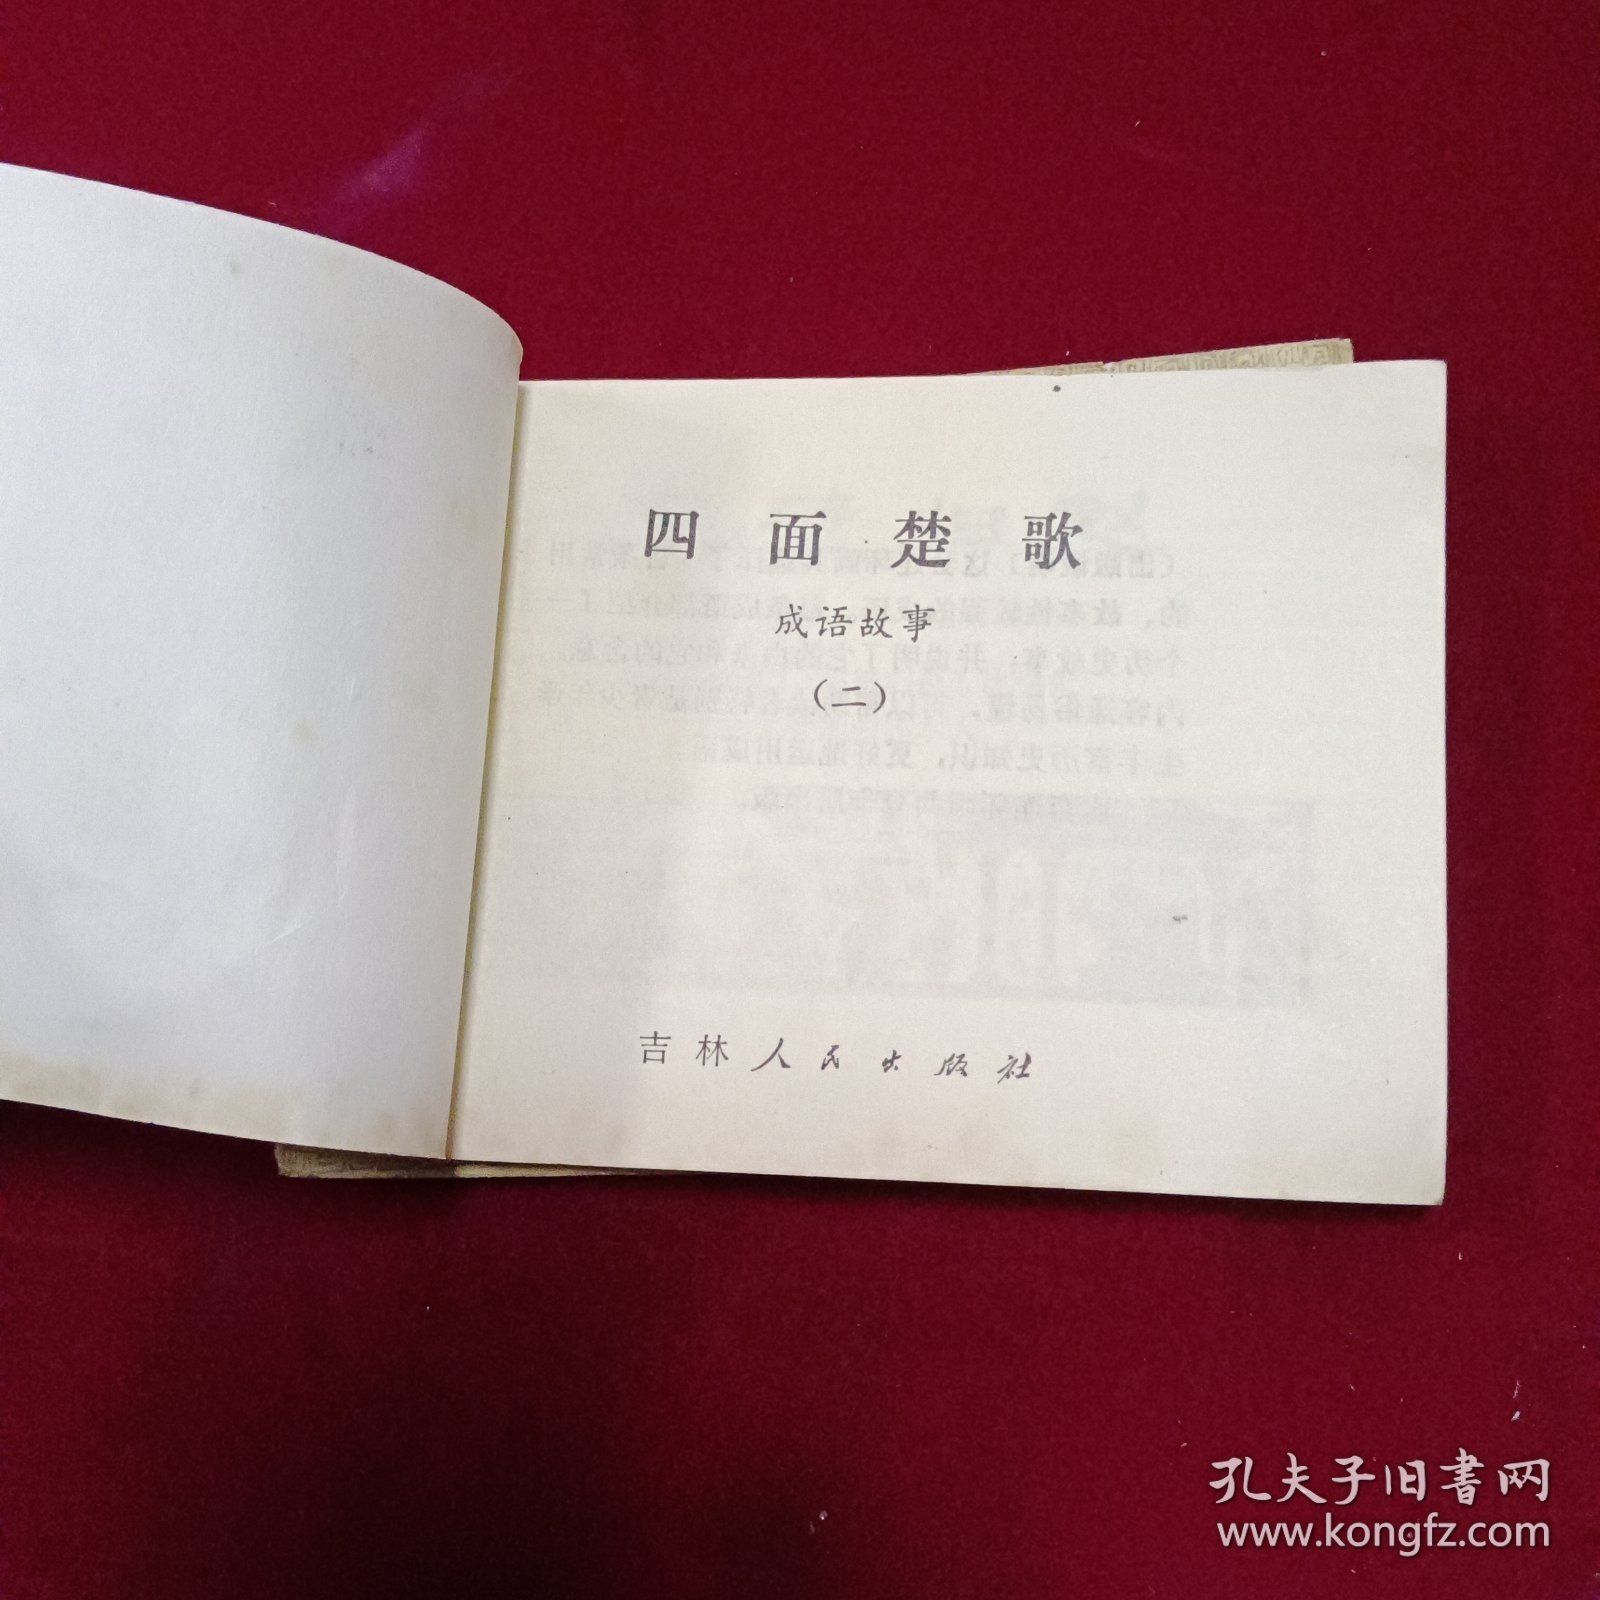 四面楚歌
成语故事
（二）
吉林人民出版社
孔夫子旧书网
www.kongfz.com